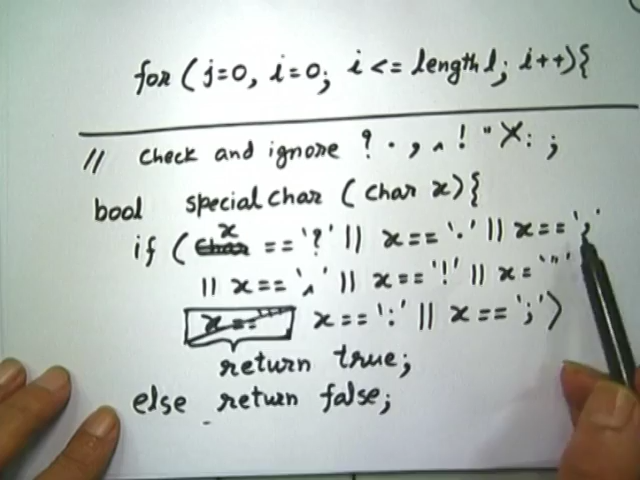 for (j=0, i=0; i <= length1; i++){
// check and ignore ? . , ^ ! " X : ;
bool specialchar (char x){
if ( x == '?' || x == '.' || x == ','
|| x == '^' || x == '!' || x = '"'
x == ':' || x == ';')
return true;
else return false;